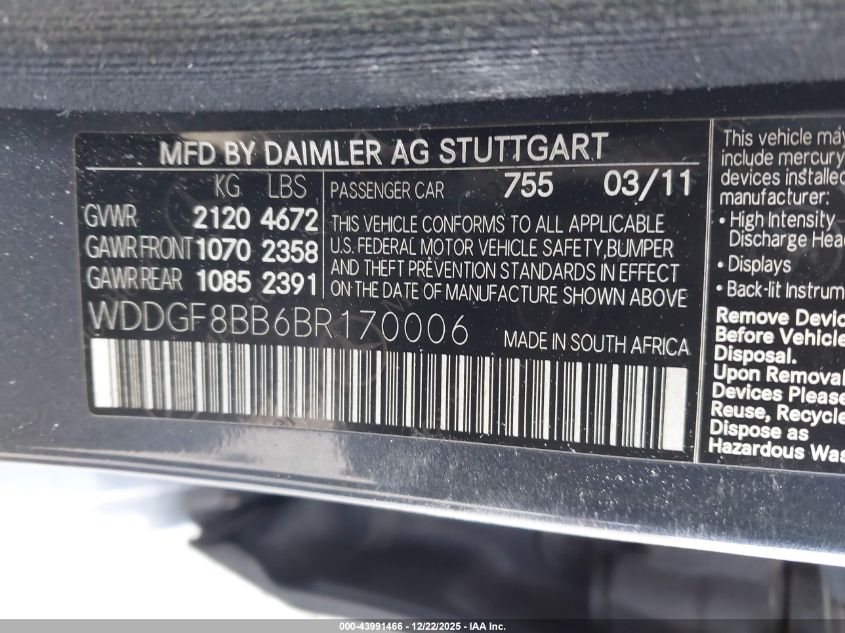 MFD BY DAIMLER AG STUTTGART
KG LBS
GVWR 2120 4672
GAWR FRONT 1070 2358
GAWR REAR 1085 2391
PASSENGER CAR 755 03/11
THIS VEHICLE CONFORMS TO ALL APPLICABLE
U.S. FEDERAL MOTOR VEHICLE SAFETY,BUMPER
AND THEFT PREVENTION STANDARDS IN EFFECT
ON THE DATE OF MANUFACTURE SHOWN ABOVE
WDDGF8BB6BR170006
MADE IN SOUTH AFRICA
This vehicle may
include mercury
devices installed
manufacturer:
• High Intensity
Discharge Hea
• Displays
• Back-lit Instrum
Remove Devic
Before Vehicle
Disposal.
Upon Removal
Devices Please
Reuse, Recycle
Dispose as
Hazardous Was
000-43991466 - 12/22/2025 - IAA Inc.